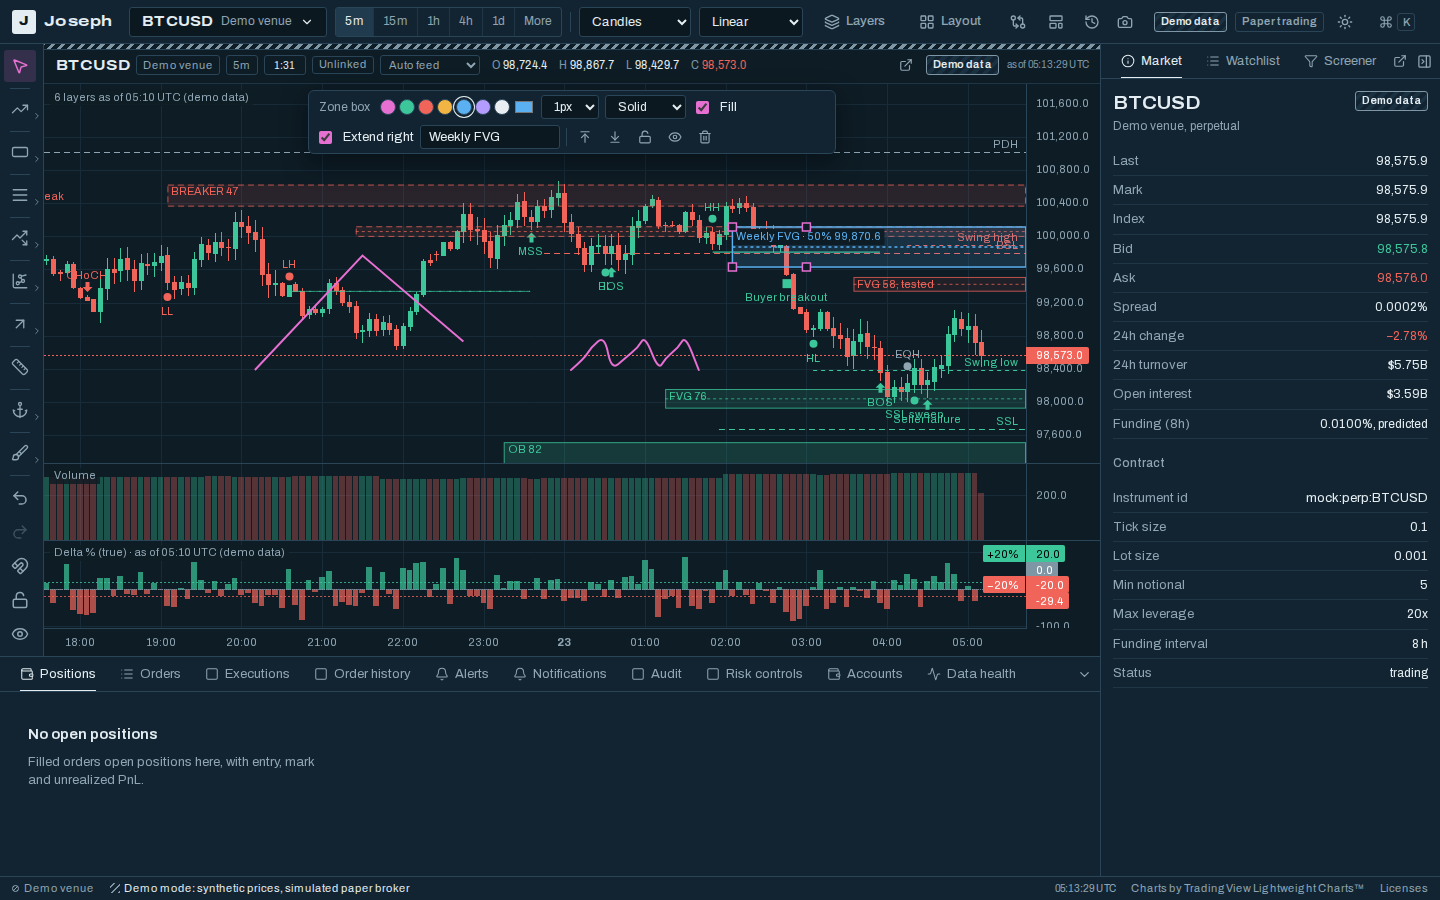 J Joseph BTCUSD Demo venue 5m 15m 1h 4h 1d More Candles Linear Layers Layout Demo data Paper trading ⌘ K
BTCUSD Demo venue 5m 1:31 Unlinked Auto feed O 98,724.4 H 98,867.7 L 98,429.7 C 98,573.0 Demo data as of 05:13:29 UTC
6 layers as of 05:10 UTC (demo data)
Zone box 1px Solid Fill
Extend right Weekly FVG
PDH
BREAKER 47
eak
HH
Weekly FVG · 50% 99,870.6
Swing high
MSS
LH
LL
Buyer breakout
FVG 58, tested
HL
EQH
Swing low
FVG 76
BOS
SSL sweep
Seller failure
SSL
OB 82
101,600.0
101,200.0
100,800.0
100,400.0
100,000.0
99,600.0
99,200.0
98,800.0
98,573.0
98,400.0
98,000.0
97,600.0
Volume
200.0
Delta % (true) · as of 05:10 UTC (demo data)
+20% 20.0
0.0
−20% -20.0
-29.4
-100.0
18:00 19:00 20:00 21:00 22:00 23:00 23 01:00 02:00 03:00 04:00 05:00
Positions Orders Executions Order history Alerts Notifications Audit Risk controls Accounts Data health
No open positions
Filled orders open positions here, with entry, mark
and unrealized PnL.
Market Watchlist Screener
BTCUSD Demo data
Demo venue, perpetual
Last 98,575.9
Mark 98,575.9
Index 98,575.9
Bid 98,575.8
Ask 98,576.0
Spread 0.0002%
24h change −2.78%
24h turnover $5.75B
Open interest $3.59B
Funding (8h) 0.0100%, predicted
Contract
Instrument id mock:perp:BTCUSD
Tick size 0.1
Lot size 0.001
Min notional 5
Max leverage 20x
Funding interval 8 h
Status trading
Demo venue Demo mode: synthetic prices, simulated paper broker 05:13:29 UTC Charts by TradingView Lightweight Charts™ Licenses